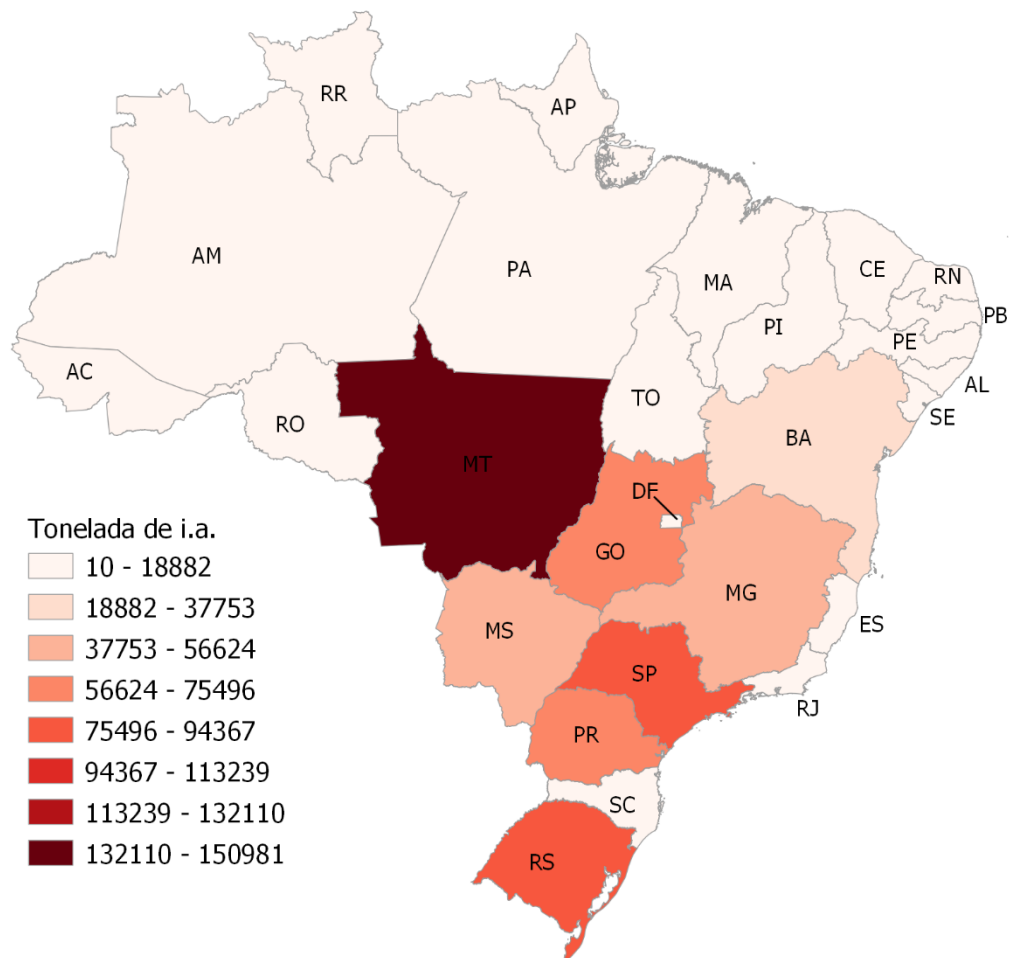 RR
AP
AM
PA
MA
CE
RN
PB
PI
PE
AC
AL
TO
SE
RO
BA
MT
DF
GO
MG
MS
ES
SP
RJ
PR
SC
RS
Tonelada de i.a.
10 - 18882
18882 - 37753
37753 - 56624
56624 - 75496
75496 - 94367
94367 - 113239
113239 - 132110
132110 - 150981